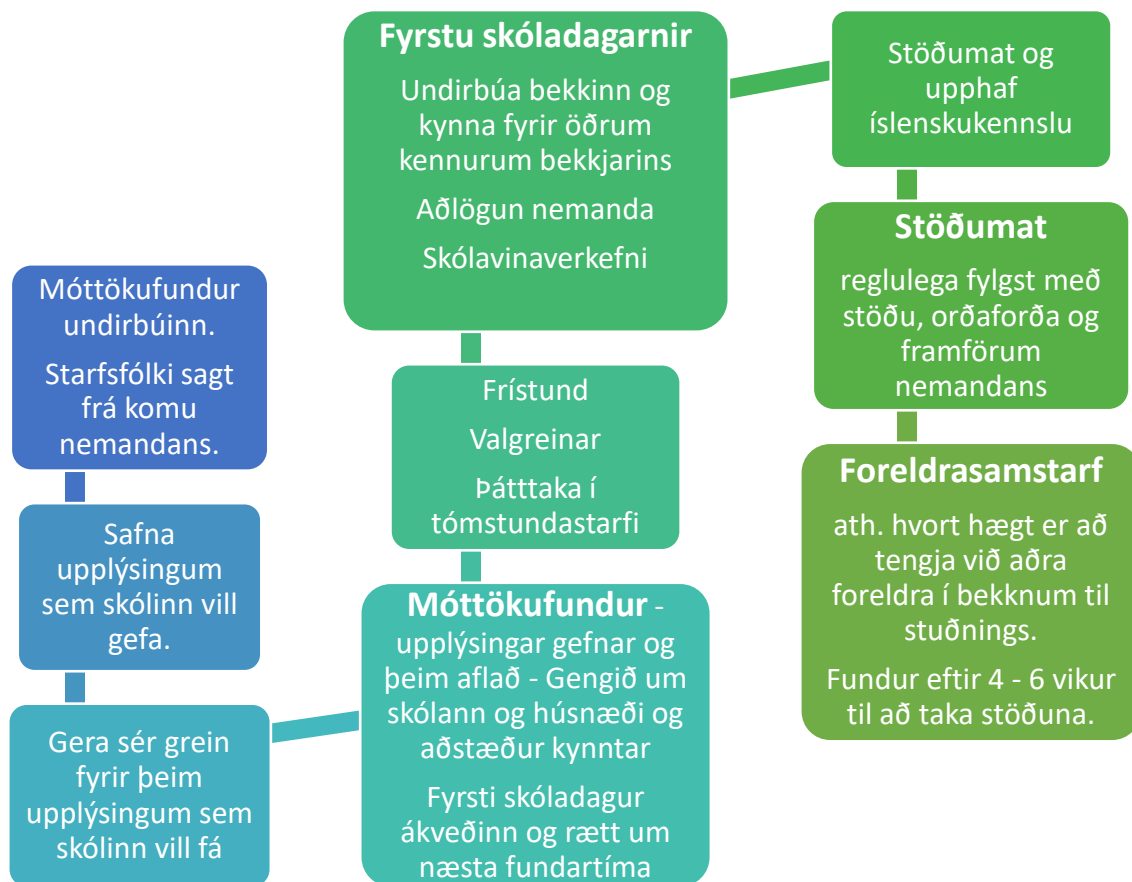 Móttökufundur
undirbúinn.
Starfsfólki sagt
frá komu
nemandans.
Safna
upplýsingum
sem skólinn vill
gefa.
Gera sér grein
fyrir þeim
upplýsingum sem
skólinn vill fá
Móttökufundur -
upplýsingar gefnar og
þeim aflað - Gengið um
skólann og húsnæði og
aðstæður kynntar
Fyrsti skóladagur
ákveðinn og rætt um
næsta fundartíma
Frístund
Valgreinar
Þátttaka í
tómstundastarfi
Fyrstu skóladagarnir
Undirbúa bekkinn og
kynna fyrir öðrum
kennurum bekkjarins
Aðlögun nemanda
Skólavinaverkefni
Stöðumat og
upphaf
íslenskukennslu
Stöðumat
reglulega fylgst með
stöðu, orðaforða og
framförum
nemandans
Foreldrasamstarf
ath. hvort hægt er að
tengja við aðra
foreldra í bekknum til
stuðnings.
Fundur eftir 4 - 6 vikur
til að taka stöðuna.